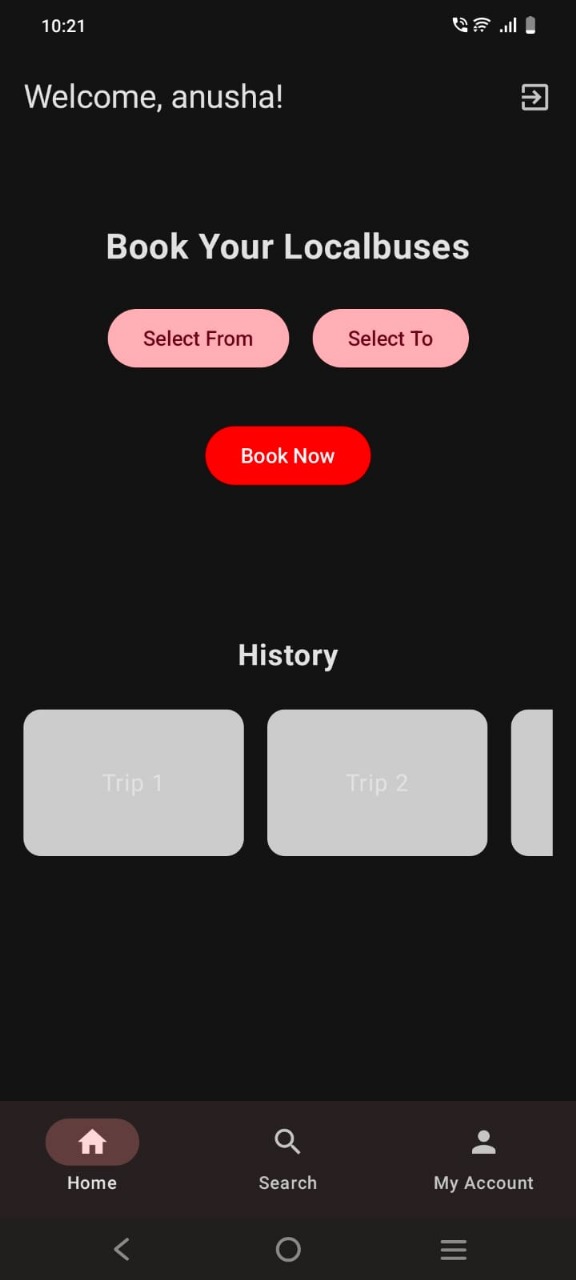 10:21
Welcome, anusha!
Book Your Localbuses
Select From
Select To
Book Now
History
Trip 1
Trip 2
Home
Search
My Account